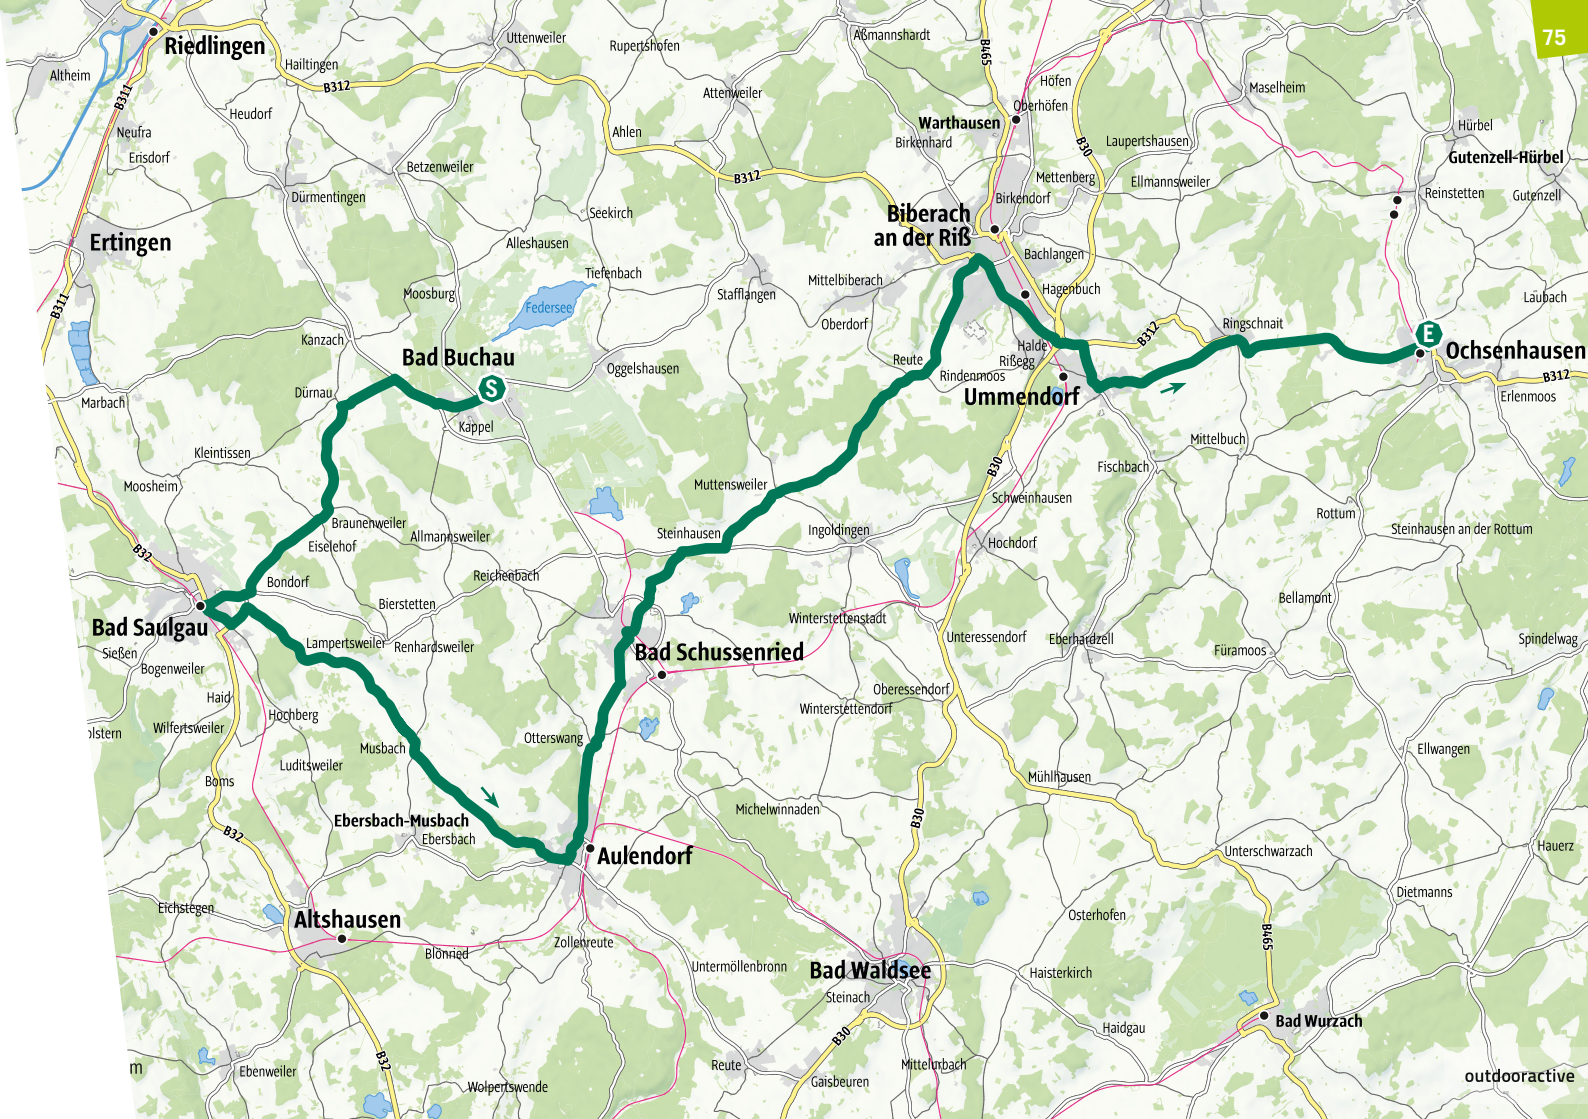 75
Riedlingen
Uttenweiler
Rupertshofen
Aßmannshardt
B465
Altheim
Hailtingen
B312
Attenweiler
Höfen
Oberhöfen
Maselheim
B311
Heudorf
Warthausen
Hürbel
Neufra
Ahlen
Birkenhard
B30
Laupertshausen
Gutenzell-Hürbel
Erisdorf
Betzenweiler
B312
Mettenberg
Ellmannsweiler
Reinstetten
Gutenzell
Dürmentingen
Seekirch
Birkendorf
Biberach
an der Riß
Ertingen
Alleshausen
Bachlangen
Tiefenbach
Mittelbiberach
Hagenbuch
Moosburg
Stafflangen
Laubach
B311
Federsee
Oberdorf
B312
Ringschnait
Kanzach
Bad Buchau
Halde
E
Ochsenhausen
Reute
Rißegg
Oggelshausen
Rindenmoos
B312
Dürnau
S
Ummendorf
Erlenmoos
Marbach
Kappel
Mittelbuch
Kleintissen
Fischbach
B30
Moosheim
Muttensweiler
Schweinhausen
Rottum
Braunenweiler
Steinhausen
Ingoldingen
Steinhausen an der Rottum
Allmannsweiler
Eiselehof
Hochdorf
B32
Reichenbach
Bondorf
Bellamont
Bierstetten
Winterstettenstadt
Bad Saulgau
Unteressendorf
Eberhardzell
Spindelwag
Lampertsweiler
Renhardsweiler
Bad Schussenried
Füramoos
Sießen
Bogenweiler
Haid
Oberessendorf
Winterstettendorf
Hochberg
Wilfertsweiler
olstern
Otterswang
Musbach
Ellwangen
Luditsweiler
Boms
Mühlhausen
Michelwinnaden
Ebersbach-Musbach
B30
B32
Ebersbach
Aulendorf
Unterschwarzach
Hauerz
Dietmanns
Eichstegen
Altshausen
Osterhofen
B465
Zollenreute
Blönried
Untermöllenbronn
Bad Waldsee
Haisterkirch
Steinach
Bad Wurzach
Haidgau
B30
B32
m
Ebenweiler
Reute
Mittelurbach
Gaisbeuren
Wolpertswende
outdooractive